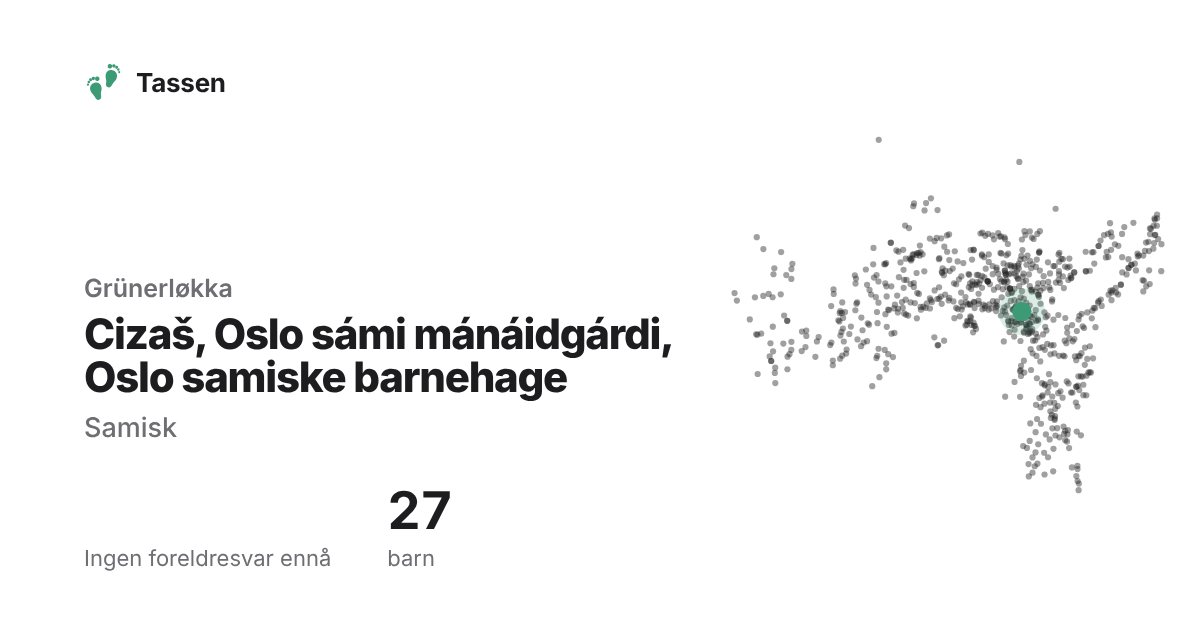 Tassen
Grünerløkka
Cizaš, Oslo sámi mánáidgárdi,
Oslo samiske barnehage
Samisk
27
Ingen foreldresvar ennå
barn